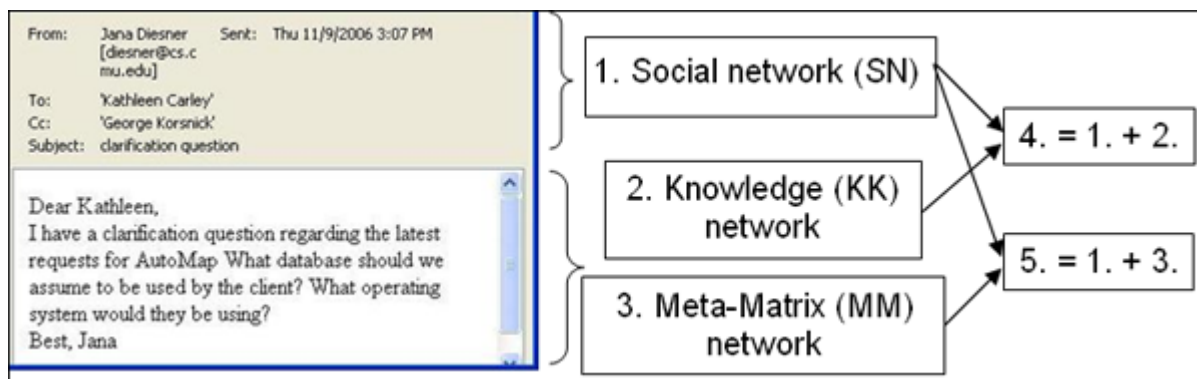 From: Jana Diesner Sent: Thu 11/9/2006 3:07 PM
[diesner@cs.c
mu.edu]
To: 'Kathleen Carley'
Cc: 'George Korsnick'
Subject: clarification question
Dear Kathleen,
I have a clarification question regarding the latest
requests for AutoMap What database should we
assume to be used by the client? What operating
system would they be using?
Best, Jana
1. Social network (SN)
2. Knowledge (KK)
network
3. Meta-Matrix (MM)
network
4. = 1. + 2.
5. = 1. + 3.